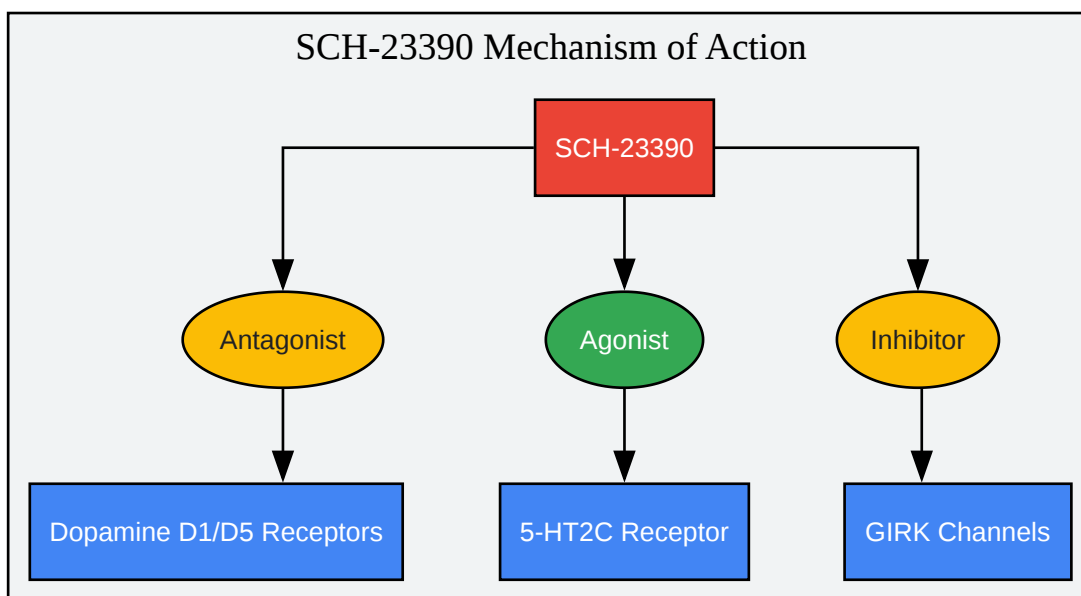 SCH-23390 Mechanism of Action
SCH-23390
Antagonist
Agonist
Inhibitor
Dopamine D1/D5 Receptors
5-HT2C Receptor
GIRK Channels